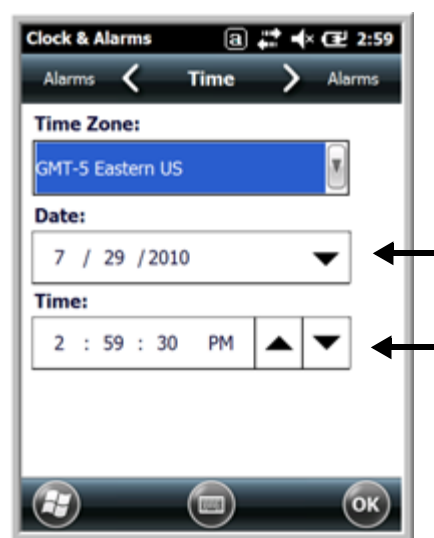 Clock & Alarms a 2:59
Alarms Time Alarms
Time Zone:
GMT-5 Eastern US
Date:
7 / 29 / 2010
Time:
2 : 59 : 30 PM
OK